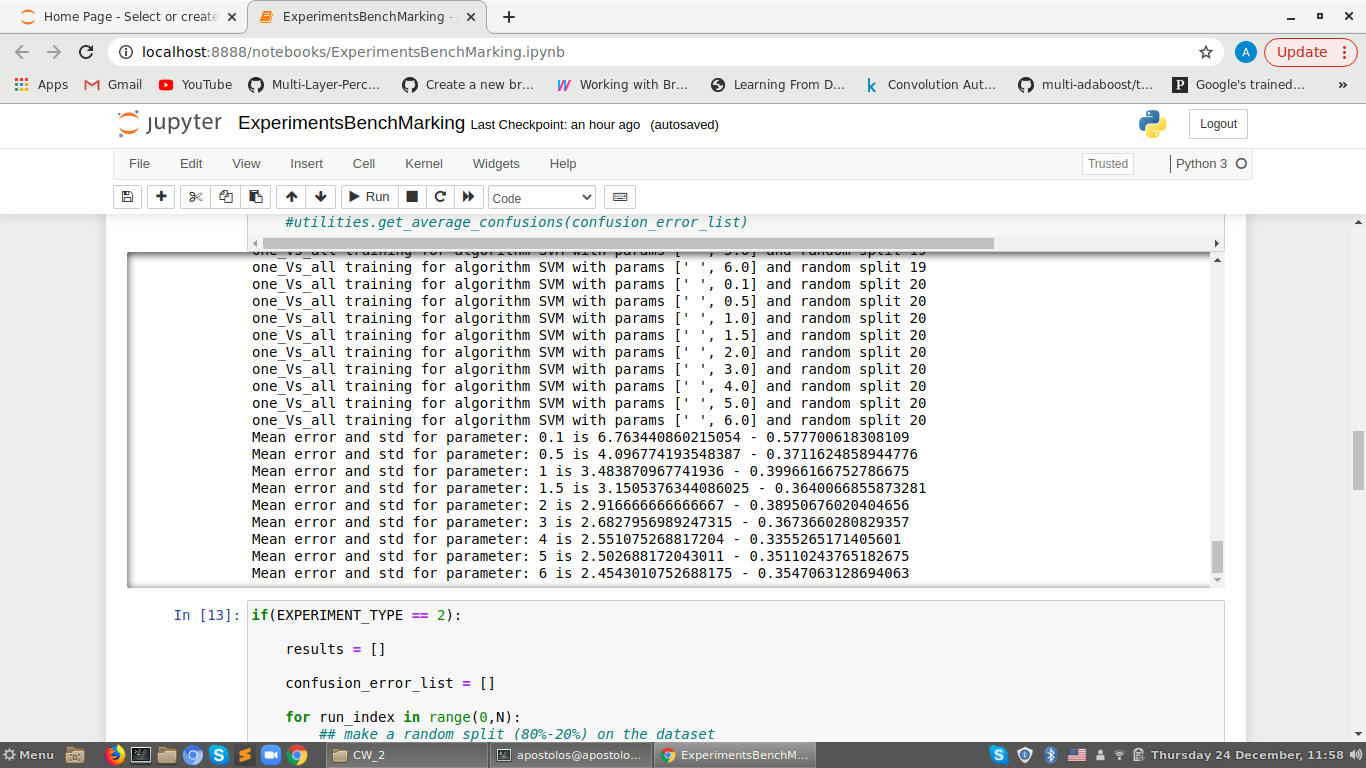 Home Page - Select or create
ExperimentsBenchMarking -
localhost:8888/notebooks/ExperimentsBenchMarking.ipynb
A
Update
Apps
Gmail
YouTube
Multi-Layer-Perc...
Create a new br...
Working with Br...
Learning From D...
Convolution Aut...
multi-adaboost/t...
Google's trained...
»
jupyter ExperimentsBenchMarking Last Checkpoint: an hour ago (autosaved)
Logout
File Edit View Insert Cell Kernel Widgets Help
Trusted
Python 3
Run
Code
#utilities.get_average_confusions(confusion_error_list)
one_Vs_all training for algorithm SVM with params [' ', 5.0] and random split 19
one_Vs_all training for algorithm SVM with params [' ', 6.0] and random split 19
one_Vs_all training for algorithm SVM with params [' ', 0.1] and random split 20
one_Vs_all training for algorithm SVM with params [' ', 0.5] and random split 20
one_Vs_all training for algorithm SVM with params [' ', 1.0] and random split 20
one_Vs_all training for algorithm SVM with params [' ', 1.5] and random split 20
one_Vs_all training for algorithm SVM with params [' ', 2.0] and random split 20
one_Vs_all training for algorithm SVM with params [' ', 3.0] and random split 20
one_Vs_all training for algorithm SVM with params [' ', 4.0] and random split 20
one_Vs_all training for algorithm SVM with params [' ', 5.0] and random split 20
one_Vs_all training for algorithm SVM with params [' ', 6.0] and random split 20
Mean error and std for parameter: 0.1 is 6.763440860215054 - 0.577700618308109
Mean error and std for parameter: 0.5 is 4.096774193548387 - 0.3711624858944776
Mean error and std for parameter: 1 is 3.483870967741936 - 0.39966166752786675
Mean error and std for parameter: 1.5 is 3.1505376344086025 - 0.3640066855873281
Mean error and std for parameter: 2 is 2.916666666666667 - 0.38950676020404656
Mean error and std for parameter: 3 is 2.6827956989247315 - 0.3673660280829357
Mean error and std for parameter: 4 is 2.551075268817204 - 0.3355265171405601
Mean error and std for parameter: 5 is 2.502688172043011 - 0.35110243765182675
Mean error and std for parameter: 6 is 2.4543010752688175 - 0.3547063128694063
In [13]: if(EXPERIMENT_TYPE == 2):
results = []
confusion_error_list = []
for run_index in range(0,N):
## make a random split (80%-20%) on the dataset
Menu
CW_2
apostolos@apostolo...
ExperimentsBenchM...
Thursday 24 December, 11:58